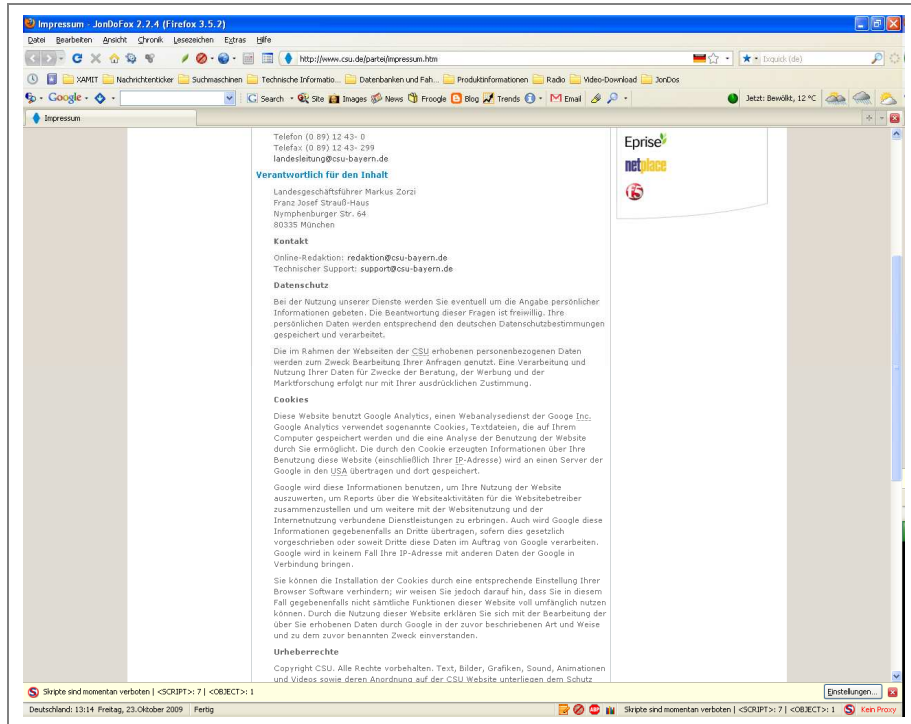 Impressum - JonDoFox 2.2.4 (Firefox 3.5.2)
Datei Bearbeiten Ansicht Chronik Lesezeichen Extras Hilfe
http://www.csu.de/partei/impressum.htm
Ixquick (de)
XAMIT Nachrichtenticker Suchmaschinen Technische Informatio... Datenbanken und Fah... Produktinformationen Radio Video-Download JonDos
Google Search Site Images News Froogle Blog Trends Email Jetzt: Bewölkt, 12 °C
Impressum
Telefon (0 89) 12 43- 0
Telefax (0 89) 12 43- 299
landesleitung@csu-bayern.de
Eprise
netplace
Verantwortlich für den Inhalt
Landesgeschäftsführer Markus Zorzi
Franz Josef Strauß-Haus
Nymphenburger Str. 64
80335 München
Kontakt
Online-Redaktion: redaktion@csu-bayern.de
Technischer Support: support@csu-bayern.de
Datenschutz
Bei der Nutzung unserer Dienste werden Sie eventuell um die Angabe persönlicher
Informationen gebeten. Die Beantwortung dieser Fragen ist freiwillig. Ihre
persönlichen Daten werden entsprechend den deutschen Datenschutzbestimmungen
gespeichert und verarbeitet.
Die im Rahmen der Webseiten der CSU erhobenen personenbezogenen Daten
werden zum Zweck Bearbeitung Ihrer Anfragen genutzt. Eine Verarbeitung und
Nutzung Ihrer Daten für Zwecke der Beratung, der Werbung und der
Marktforschung erfolgt nur mit Ihrer ausdrücklichen Zustimmung.
Cookies
Diese Website benutzt Google Analytics, einen Webanalysedienst der Googe Inc.
Google Analytics verwendet sogenannte Cookies, Textdateien, die auf Ihrem
Computer gespeichert werden und die eine Analyse der Benutzung der Website
durch Sie ermöglicht. Die durch den Cookie erzeugten Informationen über Ihre
Benutzung diese Website (einschließlich Ihrer IP-Adresse) wird an einen Server der
Google in den USA übertragen und dort gespeichert.
Google wird diese Informationen benutzen, um Ihre Nutzung der Website
auszuwerten, um Reports über die Websiteaktivitäten für die Websitebetreiber
zusammenzustellen und um weitere mit der Websitenutzung und der
Internetnutzung verbundene Dienstleistungen zu erbringen. Auch wird Google diese
Informationen gegebenenfalls an Dritte übertragen, sofern dies gesetzlich
vorgeschrieben oder soweit Dritte diese Daten im Auftrag von Google verarbeiten.
Google wird in keinem Fall Ihre IP-Adresse mit anderen Daten der Google in
Verbindung bringen.
Sie können die Installation der Cookies durch eine entsprechende Einstellung Ihrer
Browser Software verhindern; wir weisen Sie jedoch darauf hin, dass Sie in diesem
Fall gegebenenfalls nicht sämtliche Funktionen dieser Website voll umfänglich nutzen
können. Durch die Nutzung dieser Website erklären Sie sich mit der Bearbeitung der
über Sie erhobenen Daten durch Google in der zuvor beschriebenen Art und Weise
und zu dem zuvor benannten Zweck einverstanden.
Urheberrechte
Copyright CSU. Alle Rechte vorbehalten. Text, Bilder, Grafiken, Sound, Animationen
und Videos sowie deren Anordnung auf der CSU Website unterliegen dem Schutz
Skripte sind momentan verboten | <SCRIPT>: 7 | <OBJECT>: 1 Einstellungen...
Deutschland: 13:14 Freitag, 23.Oktober 2009 Fertig ABP Skripte sind momentan verboten | <SCRIPT>: 7 | <OBJECT>: 1 Kein Proxy